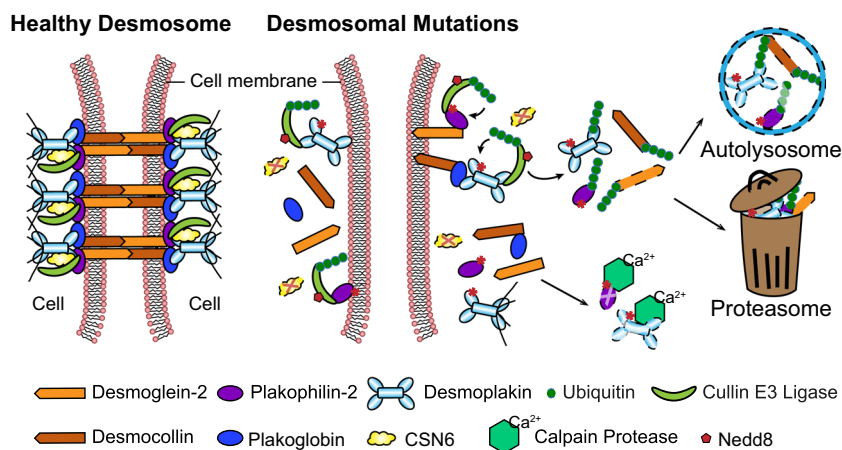 Healthy Desmosome
Desmosomal Mutations
Cell membrane
Autolysosome
Cell
Cell
Ca2+
Ca2+
Proteasome
Desmoglein-2
Plakophilin-2
Desmoplakin
Ubiquitin
Cullin E3 Ligase
Desmocollin
Plakoglobin
CSN6
Ca2+
Calpain Protease
Nedd8